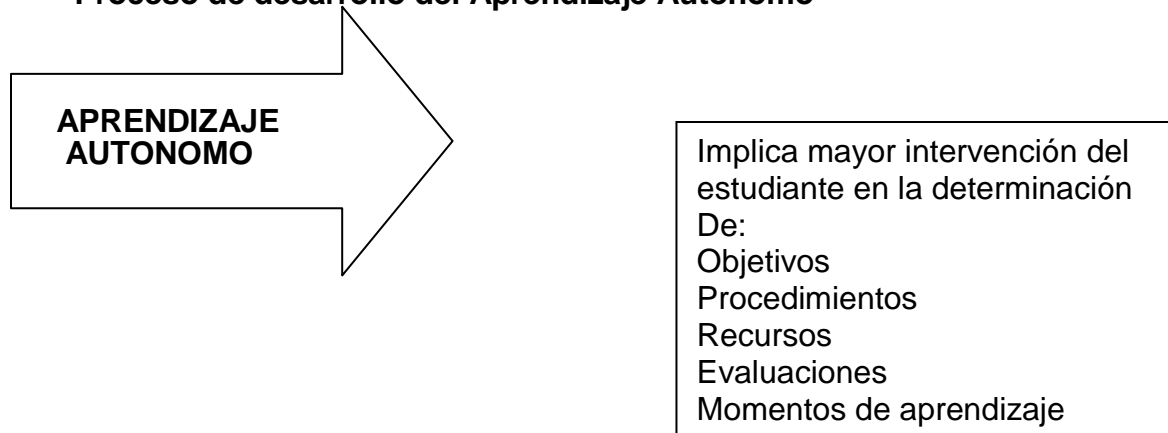 Proceso de desarrollo del Aprendizaje Autonomo
APRENDIZAJE
AUTONOMO
Implica mayor intervención del
estudiante en la determinación
De:
Objetivos
Procedimientos
Recursos
Evaluaciones
Momentos de aprendizaje